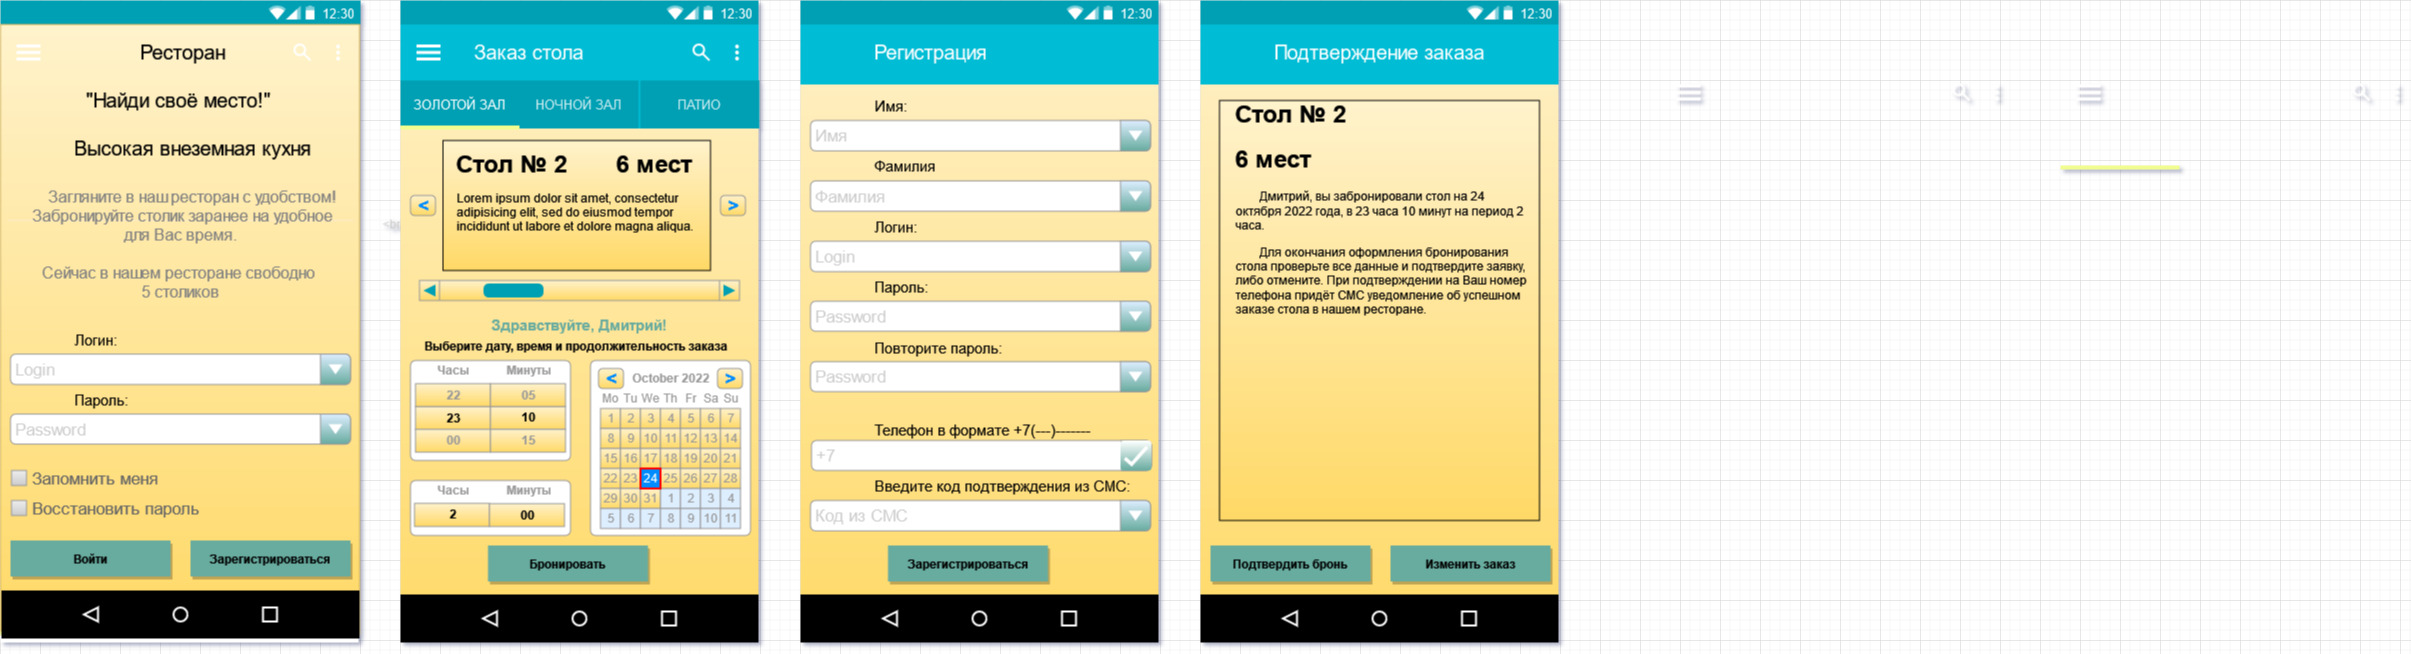 12:30
Ресторан
"Найди своё место!"
Высокая внеземная кухня
Загляните в наш ресторан с удобством!
Забронируйте столик заранее на удобное
для Вас время.
Сейчас в нашем ресторане свободно
5 столиков
Логин:
Login
Пароль:
Password
Запомнить меня
Восстановить пароль
Войти
Зарегистрироваться
12:30
Заказ стола
ЗОЛОТОЙ ЗАЛ
НОЧНОЙ ЗАЛ
ПАТИО
Стол № 2 6 мест
Lorem ipsum dolor sit amet, consectetur
adipisicing elit, sed do eiusmod tempor
incididunt ut labore et dolore magna aliqua.
<
>
Здравствуйте, Дмитрий!
Выберите дату, время и продолжительность заказа
Часы Минуты
22 05
23 10
00 15
Часы Минуты
2 00
< October 2022 >
Mo Tu We Th Fr Sa Su
1 2 3 4 5 6 7
8 9 10 11 12 13 14
15 16 17 18 19 20 21
22 23 24 25 26 27 28
29 30 31 1 2 3 4
5 6 7 8 9 10 11
Бронировать
12:30
Регистрация
Имя:
Имя
Фамилия
Фамилия
Логин:
Login
Пароль:
Password
Повторите пароль:
Password
Телефон в формате +7(---)-------
+7
Введите код подтверждения из СМС:
Код из СМС
Зарегистрироваться
12:30
Подтверждение заказа
Стол № 2
6 мест
Дмитрий, вы забронировали стол на 24
октября 2022 года, в 23 часа 10 минут на период 2
часа.
Для окончания оформления бронирования
стола проверьте все данные и подтвердите заявку,
либо отмените. При подтверждении на Ваш номер
телефона придёт СМС уведомление об успешном
заказе стола в нашем ресторане.
Подтвердить бронь
Изменить заказ